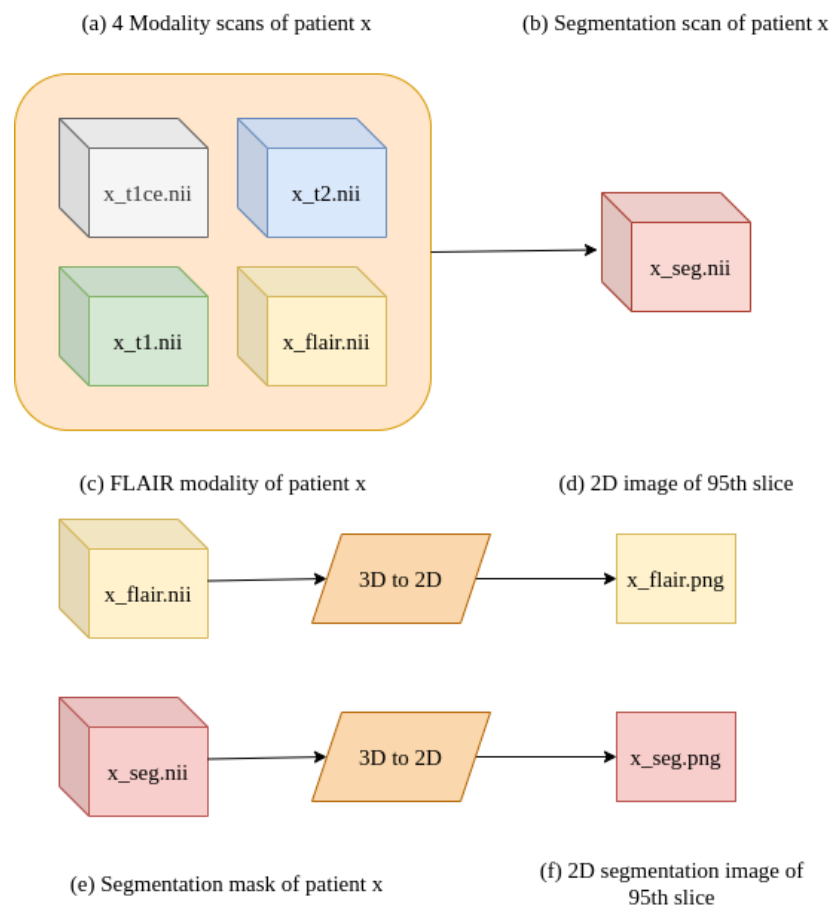 (a) 4 Modality scans of patient x
(b) Segmentation scan of patient x
x_t1ce.nii
x_t2.nii
x_seg.nii
x_t1.nii
x_flair.nii
(c) FLAIR modality of patient x
(d) 2D image of 95th slice
x_flair.nii
3D to 2D
x_flair.png
x_seg.nii
3D to 2D
x_seg.png
(e) Segmentation mask of patient x
(f) 2D segmentation image of
95th slice